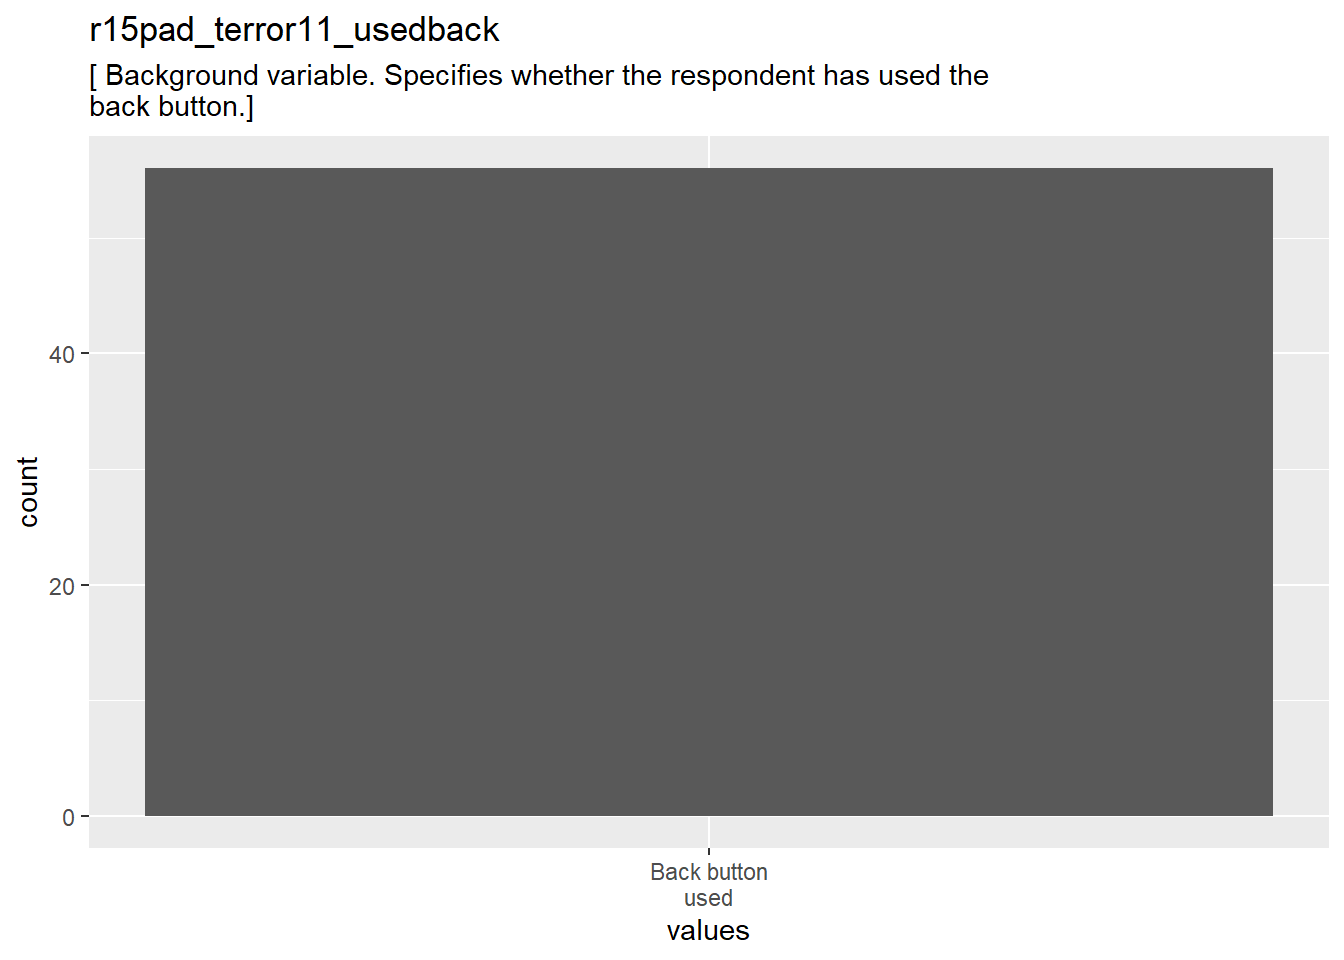 r15pad_terror11_usedback
[ Background variable. Specifies whether the respondent has used the
back button.]
count
40
20
0
Back button
used
values